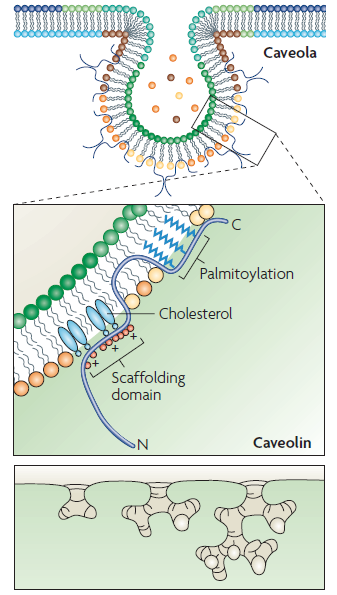 Caveola
C
Palmitoylation
Cholesterol
+
+
+
+
Scaffolding
domain
N
Caveolin